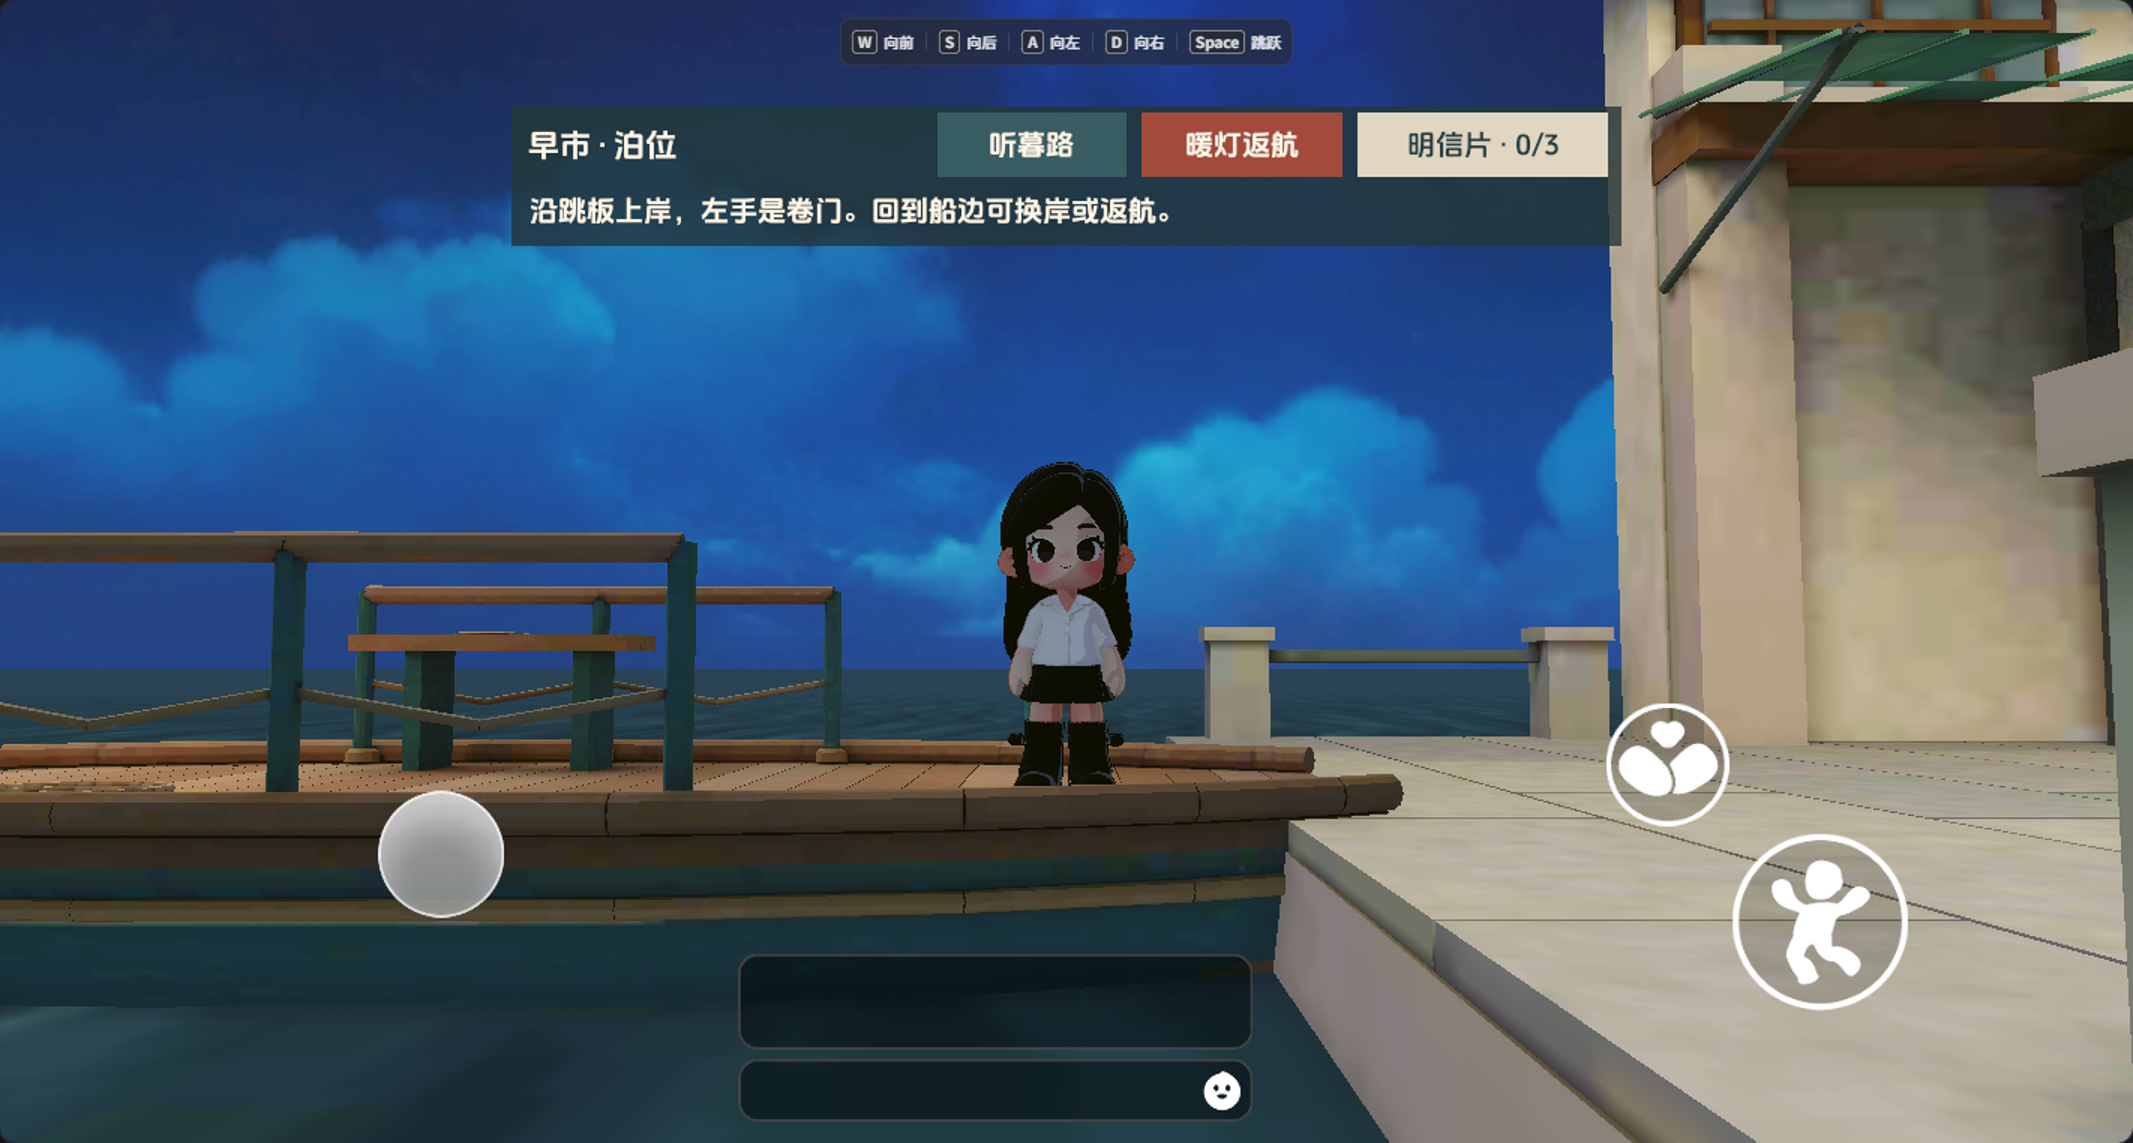 W 向前 S 向后 A 向左 D 向右 Space 跳跃
早市·泊位 听暮路 暖灯返航 明信片·0/3
沿跳板上岸，左手是卷门。回到船边可换岸或返航。